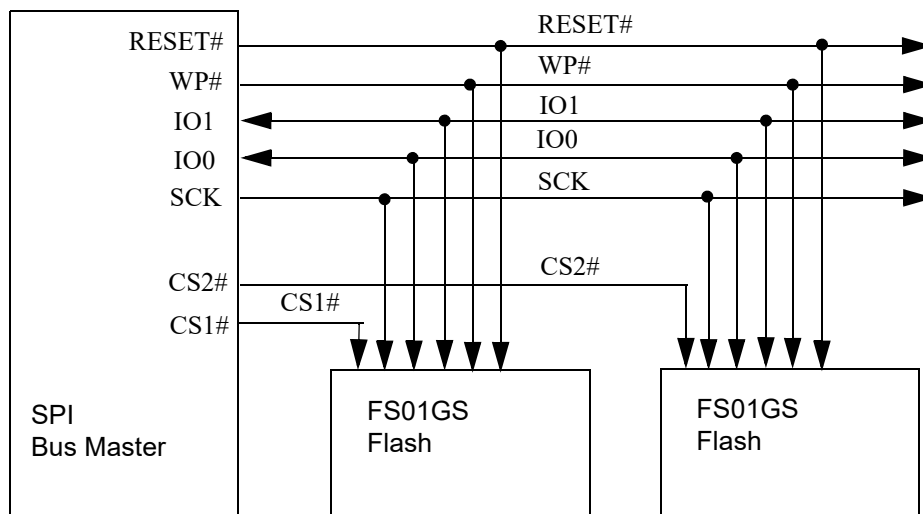 RESET#
RESET#
WP#
WP#
IO1
IO1
IO0
IO0
SCK
SCK
CS2#
CS2#
CS1#
CS1#
SPI
Bus Master
FS01GS
Flash
FS01GS
Flash